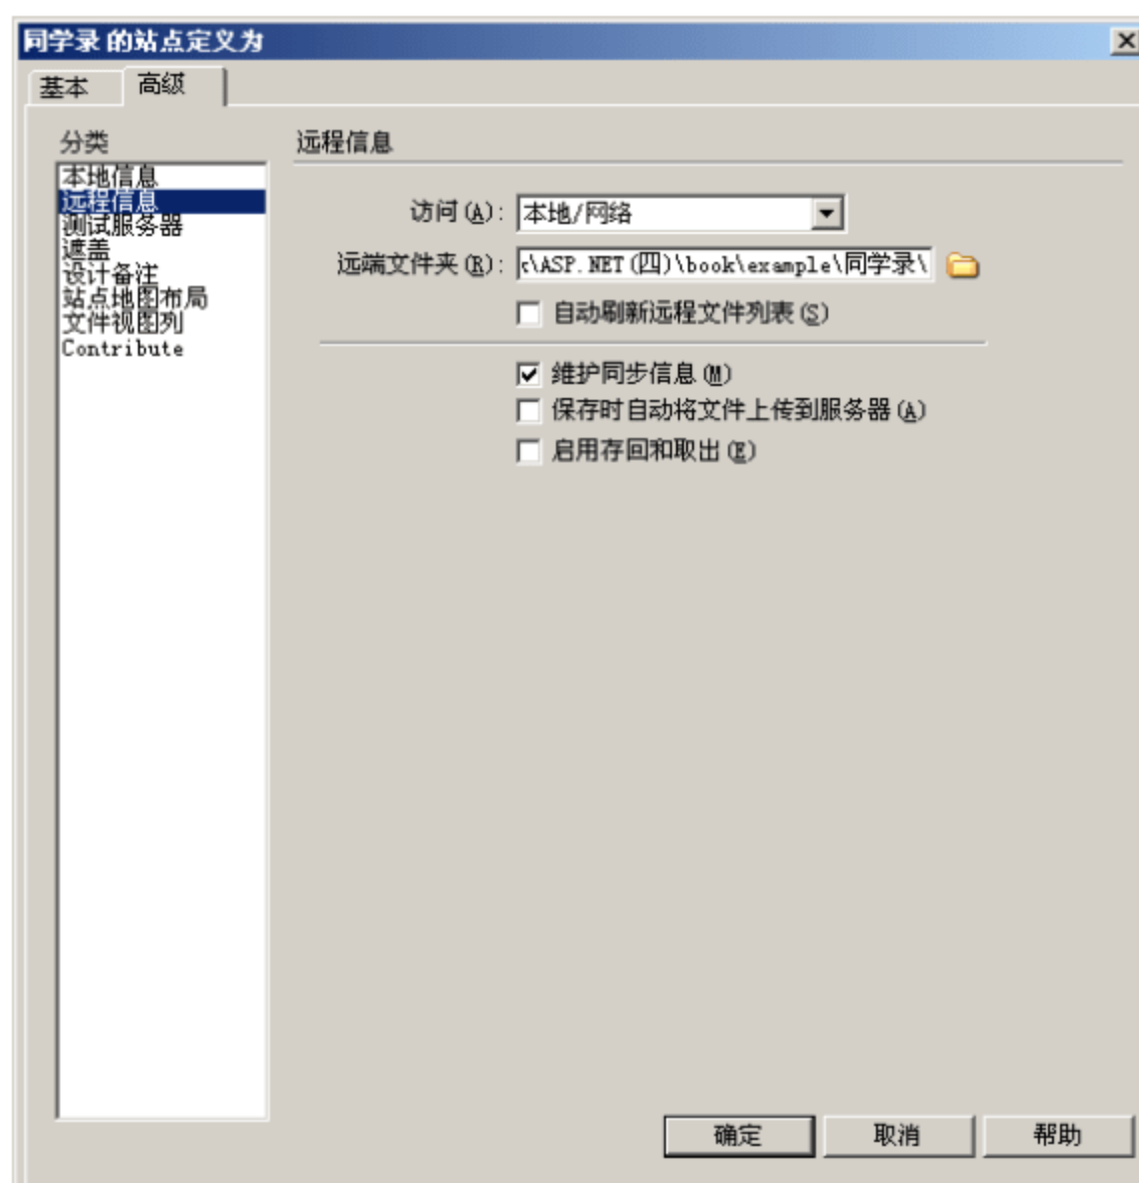 同学录 的站点定义为
基本 高级
分类
本地信息
远程信息
测试服务器
遮盖
设计备注
站点地图布局
文件视图列
Contribute
远程信息
访问(A): 本地/网络
远端文件夹(R): \ASP.NET(四)\book\example\同学录\
自动刷新远程文件列表(S)
维护同步信息(M)
保存时自动将文件上传到服务器(A)
启用存回和取出(E)
确定 取消 帮助